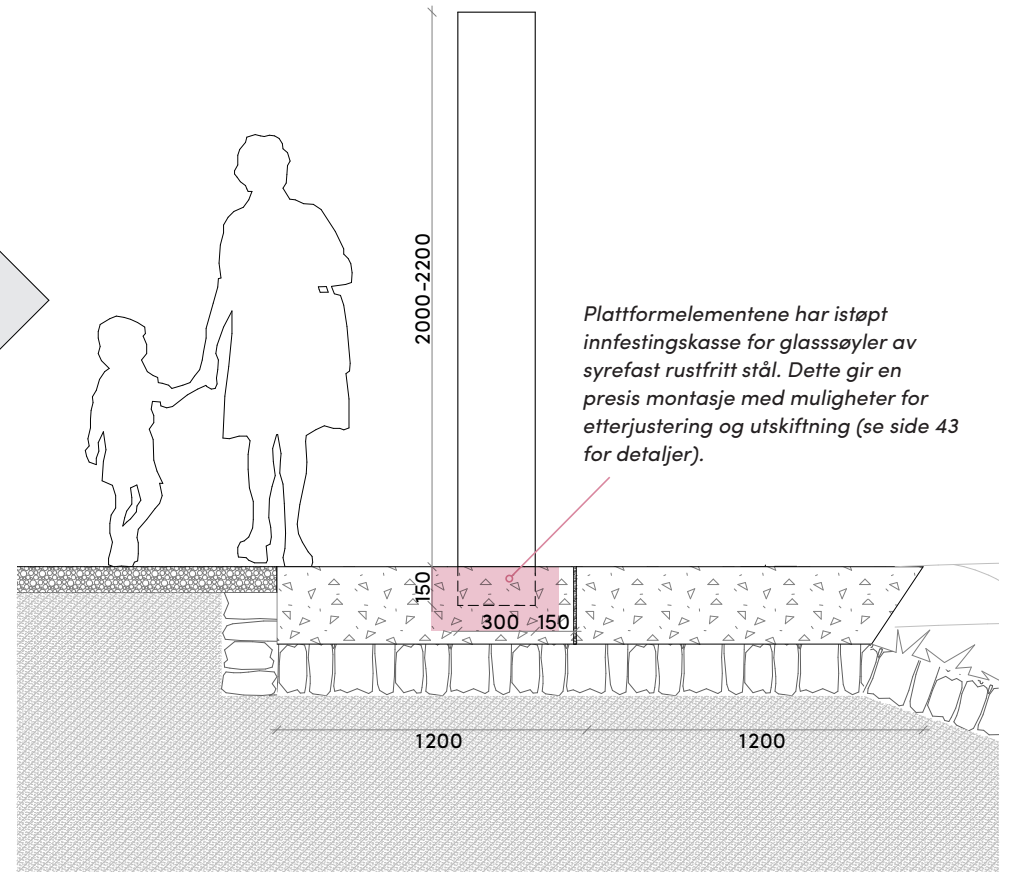 2000-2200
Plattformelementene har istøpt
innfestingskasse for glasssøyler av
syrefast rustfritt stål. Dette gir en
presis montasje med muligheter for
etterjustering og utskiftning (se side 43
for detaljer).
150
300 150
1200 1200